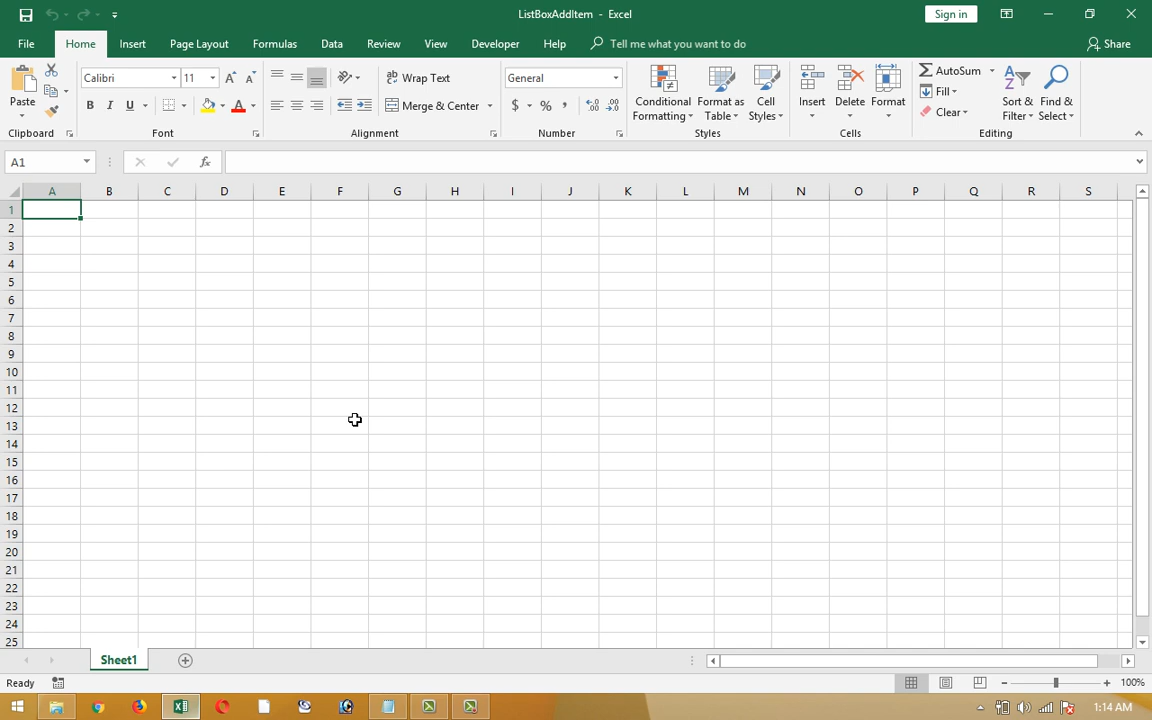 ListBoxAddItem - Excel
Sign in
File Home Insert Page Layout Formulas Data Review View Developer Help Tell me what you want to do Share
Paste
Clipboard
Calibri 11
B I U A
Font
Wrap Text
Merge & Center
Alignment
General
$ % ,
Number
Conditional Formatting
Format as Table
Cell Styles
Styles
Insert Delete Format
Cells
AutoSum
Fill
Clear
Sort & Filter
Find & Select
Editing
A1 fx
A B C D E F G H I J K L M N O P Q R S
1
2
3
4
5
6
7
8
9
10
11
12
13
14
15
16
17
18
19
20
21
22
23
24
25
Sheet1
Ready 100%
1:14 AM